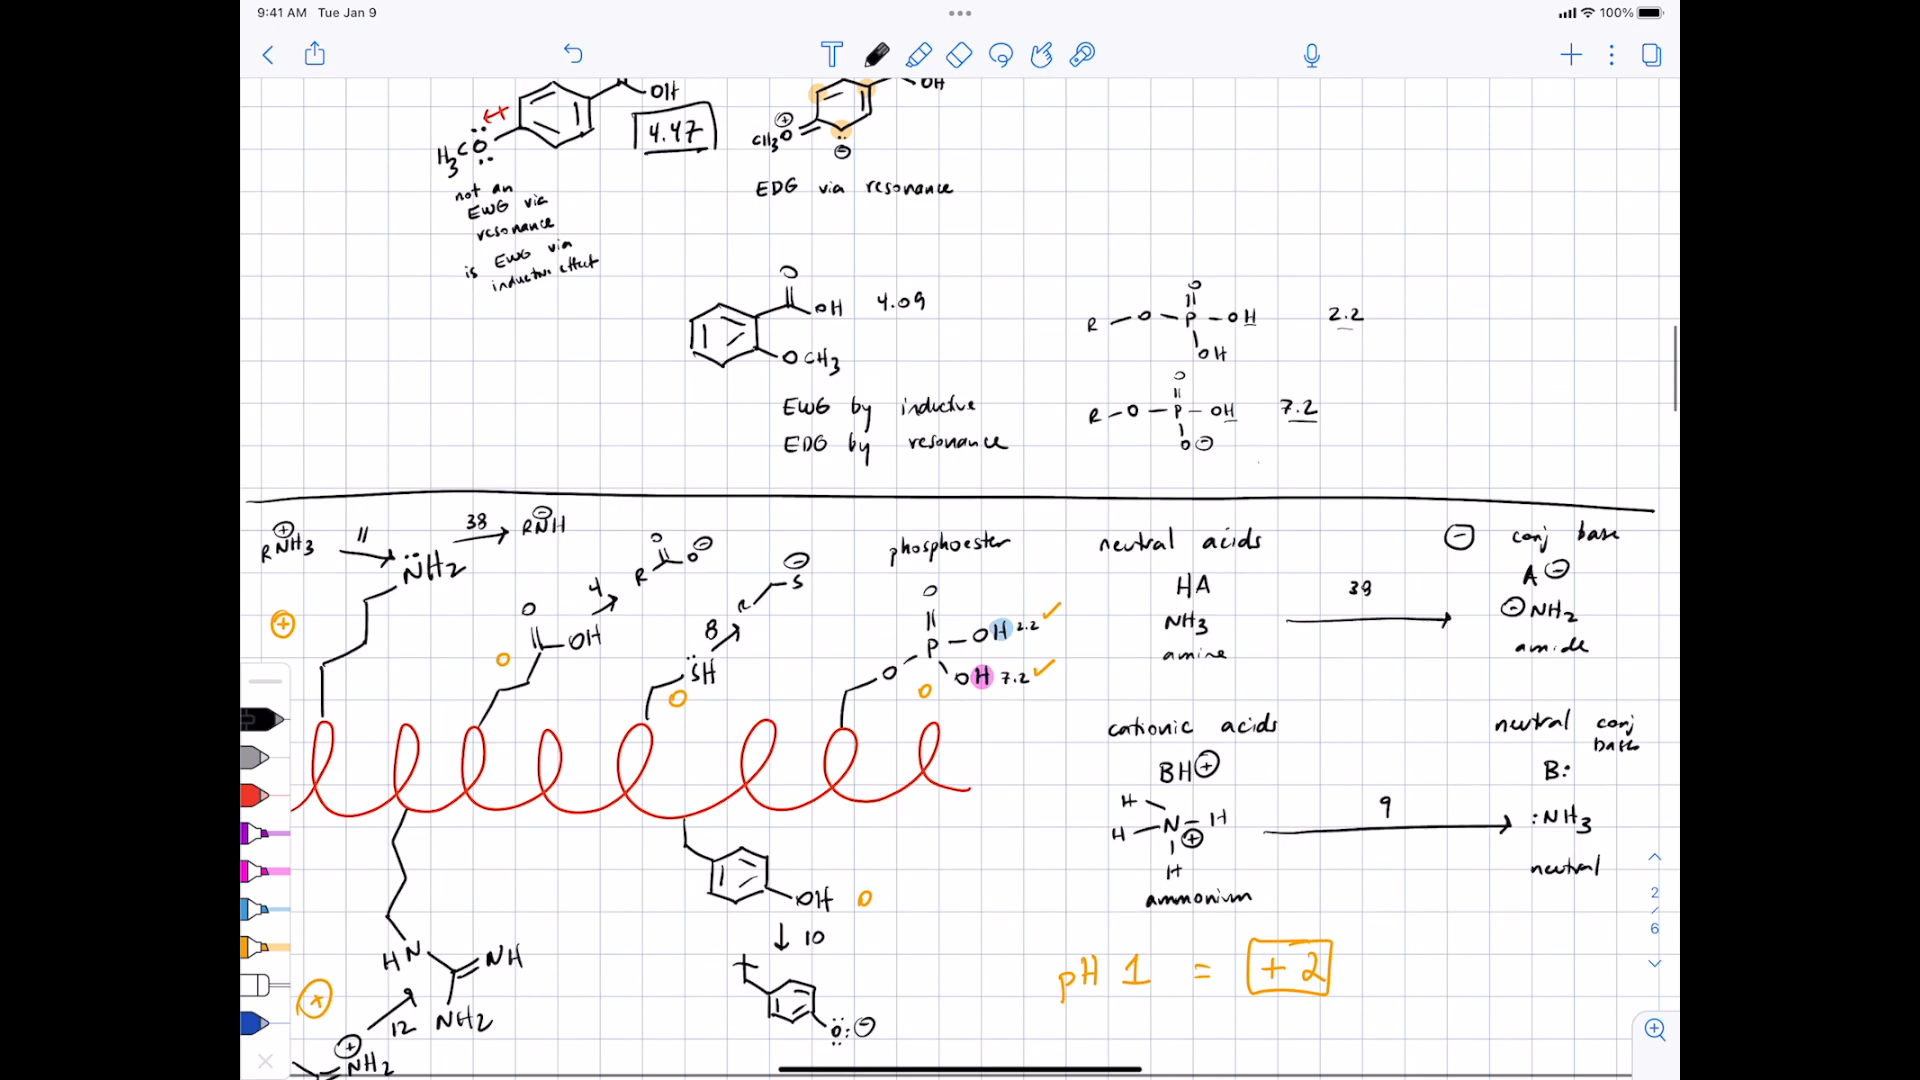 9:41 AM Tue Jan 9
100%
OH
H3CO
4.47
not an
EWG via
resonance
is EWG via
inductive effect
OH
CH3O
EDG via resonance
O
OH 4.09
OCH3
EWG by inductive
EDG by resonance
O
R-O-P-OH 2.2
OH
O
R-O-P-OH 7.2
O⊖
RNH3 ⊕
11
NH2
38
RNH ⊖
⊕
O
OH
O
4
O
R O ⊖
SH
O
8
R S ⊖
phosphoester
O
P-OH 2.2 ✓
O OH 7.2 ✓
O
neutral acids
HA
NH3
amine
38
⊖ conj base
A⊖
⊖NH2
amide
cationic acids
BH⊕
H
H-N-H
⊕
H
ammonium
9
neutral conj
base
B:
:NH3
neutral
OH O
↓ 10
O ⊖
HN NH
NH2
12
⊕
⊕
NH2
pH 1 = +2
2
/
6